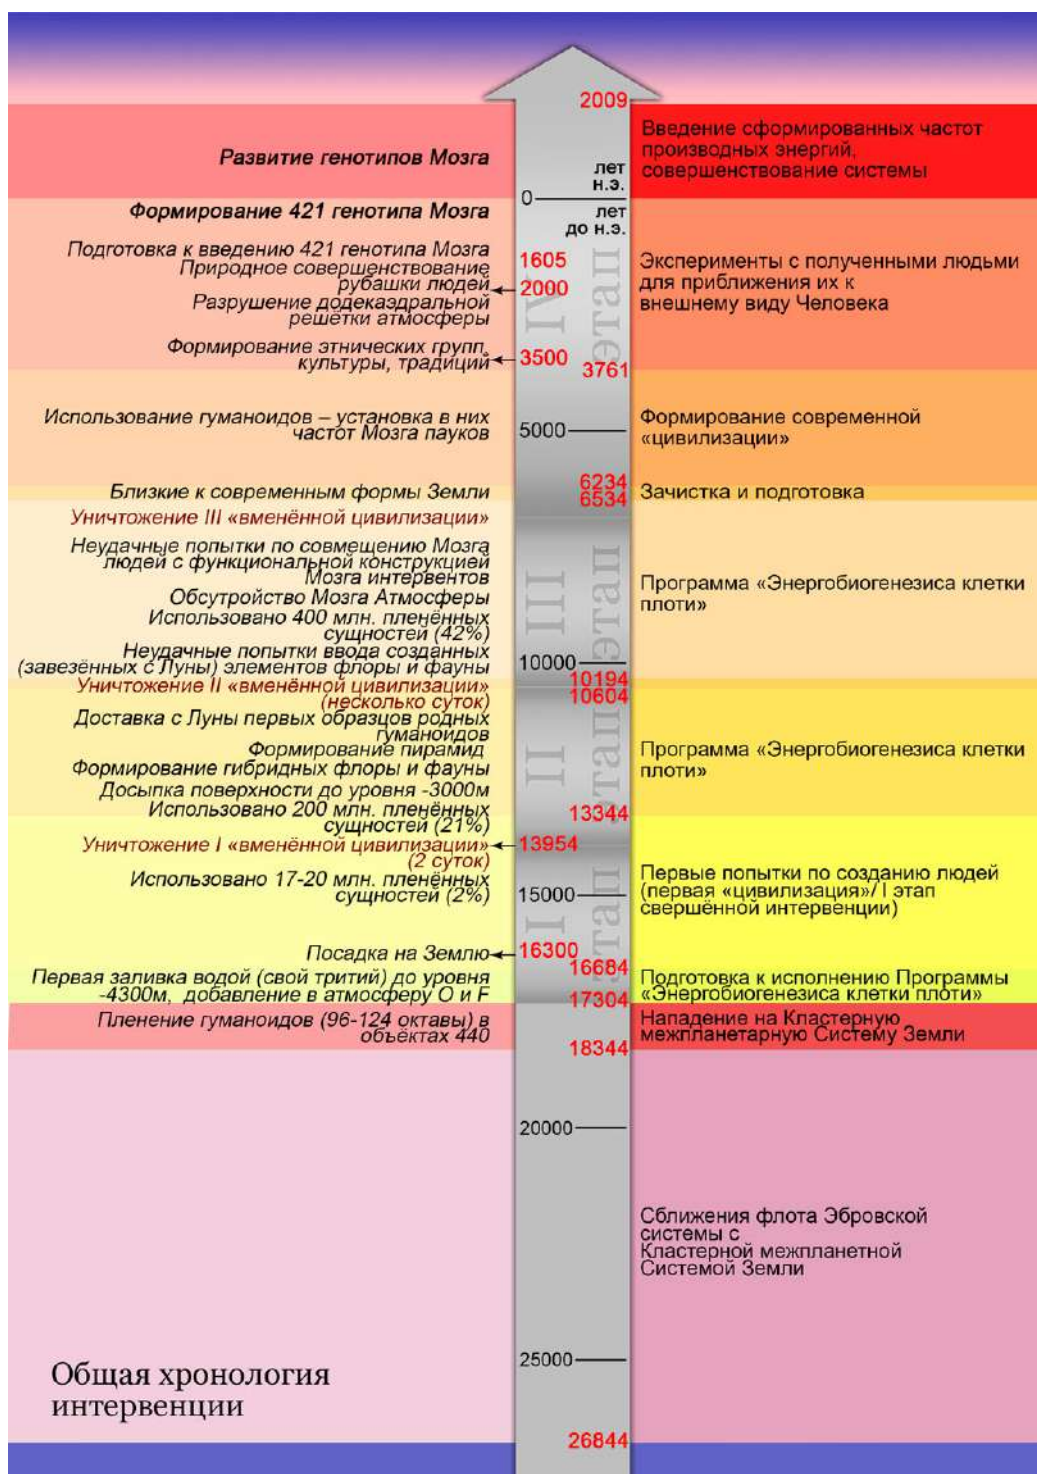 2009
Введение сформированных частот
производных энергий,
совершенствование системы
Развитие генотипов Мозга
лет
н.э.
0
Формирование 421 генотипа Мозга
лет
до н.э.
Подготовка к введению 421 генотипа Мозга
1605
Природное совершенствование
рубашки людей
2000
Разрушение додекаэдральной
решётки атмосферы
Эксперименты с полученными людьми
для приближения их к
внешнему виду Человека
IV этап
Формирование этнических групп,
культуры, традиций
3500
3761
Использование гуманоидов – установка в них
частот Мозга пауков
5000
Формирование современной
«цивилизации»
6234
Близкие к современным формы Земли
6534
Зачистка и подготовка
Уничтожение III «вменённой цивилизации»
Неудачные попытки по совмещению Мозга
людей с функциональной конструкцией
Мозга интервентов
Обсутройство Мозга Атмосферы
Использовано 400 млн. пленённых
сущностей (42%)
Неудачные попытки ввода созданных
(завезённых с Луны) элементов флоры и фауны
III этап
Программа «Энергобиогенезиса клетки
плоти»
10000
10194
Уничтожение II «вменённой цивилизации»
(несколько суток)
10604
Доставка с Луны первых образцов родных
гуманоидов
Формирование пирамид
Формирование гибридных флоры и фауны
Досыпка поверхности до уровня -3000м
Использовано 200 млн. пленённых
сущностей (21%)
II этап
Программа «Энергобиогенезиса клетки
плоти»
13344
Уничтожение I «вменённой цивилизации»
(2 суток)
13954
Использовано 17-20 млн. пленённых
сущностей (2%)
15000
I этап
Первые попытки по созданию людей
(первая «цивилизация»/ I этап
свершённой интервенции)
Посадка на Землю
16300
16684
Первая заливка водой (свой тритий) до уровня
-4300м, добавление в атмосферу O и F
17304
Подготовка к исполнению Программы
«Энергобиогенезиса клетки плоти»
Пленение гуманоидов (96-124 октавы) в
объёктах 440
Нападение на Кластерную
межпланетарную Систему Земли
18344
20000
Сближения флота Эбровской
системы с
Кластерной межпланетной
Системой Земли
25000
Общая хронология
интервенции
26844